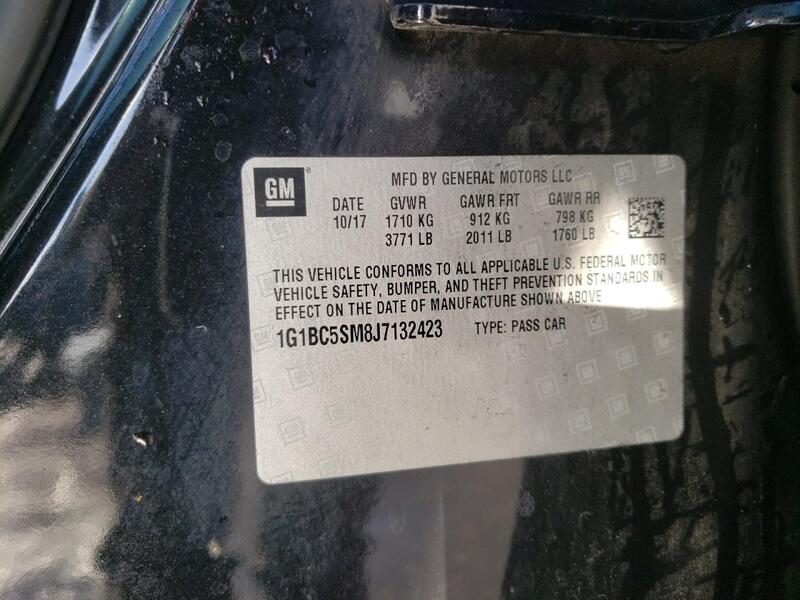 GM
MFD BY GENERAL MOTORS LLC
DATE GVWR GAWR FRT GAWR RR
10/17 1710 KG 912 KG 798 KG
3771 LB 2011 LB 1760 LB
THIS VEHICLE CONFORMS TO ALL APPLICABLE U.S. FEDERAL MOTOR
VEHICLE SAFETY, BUMPER, AND THEFT PREVENTION STANDARDS IN
EFFECT ON THE DATE OF MANUFACTURE SHOWN ABOVE
1G1BC5SM8J7132423 TYPE: PASS CAR